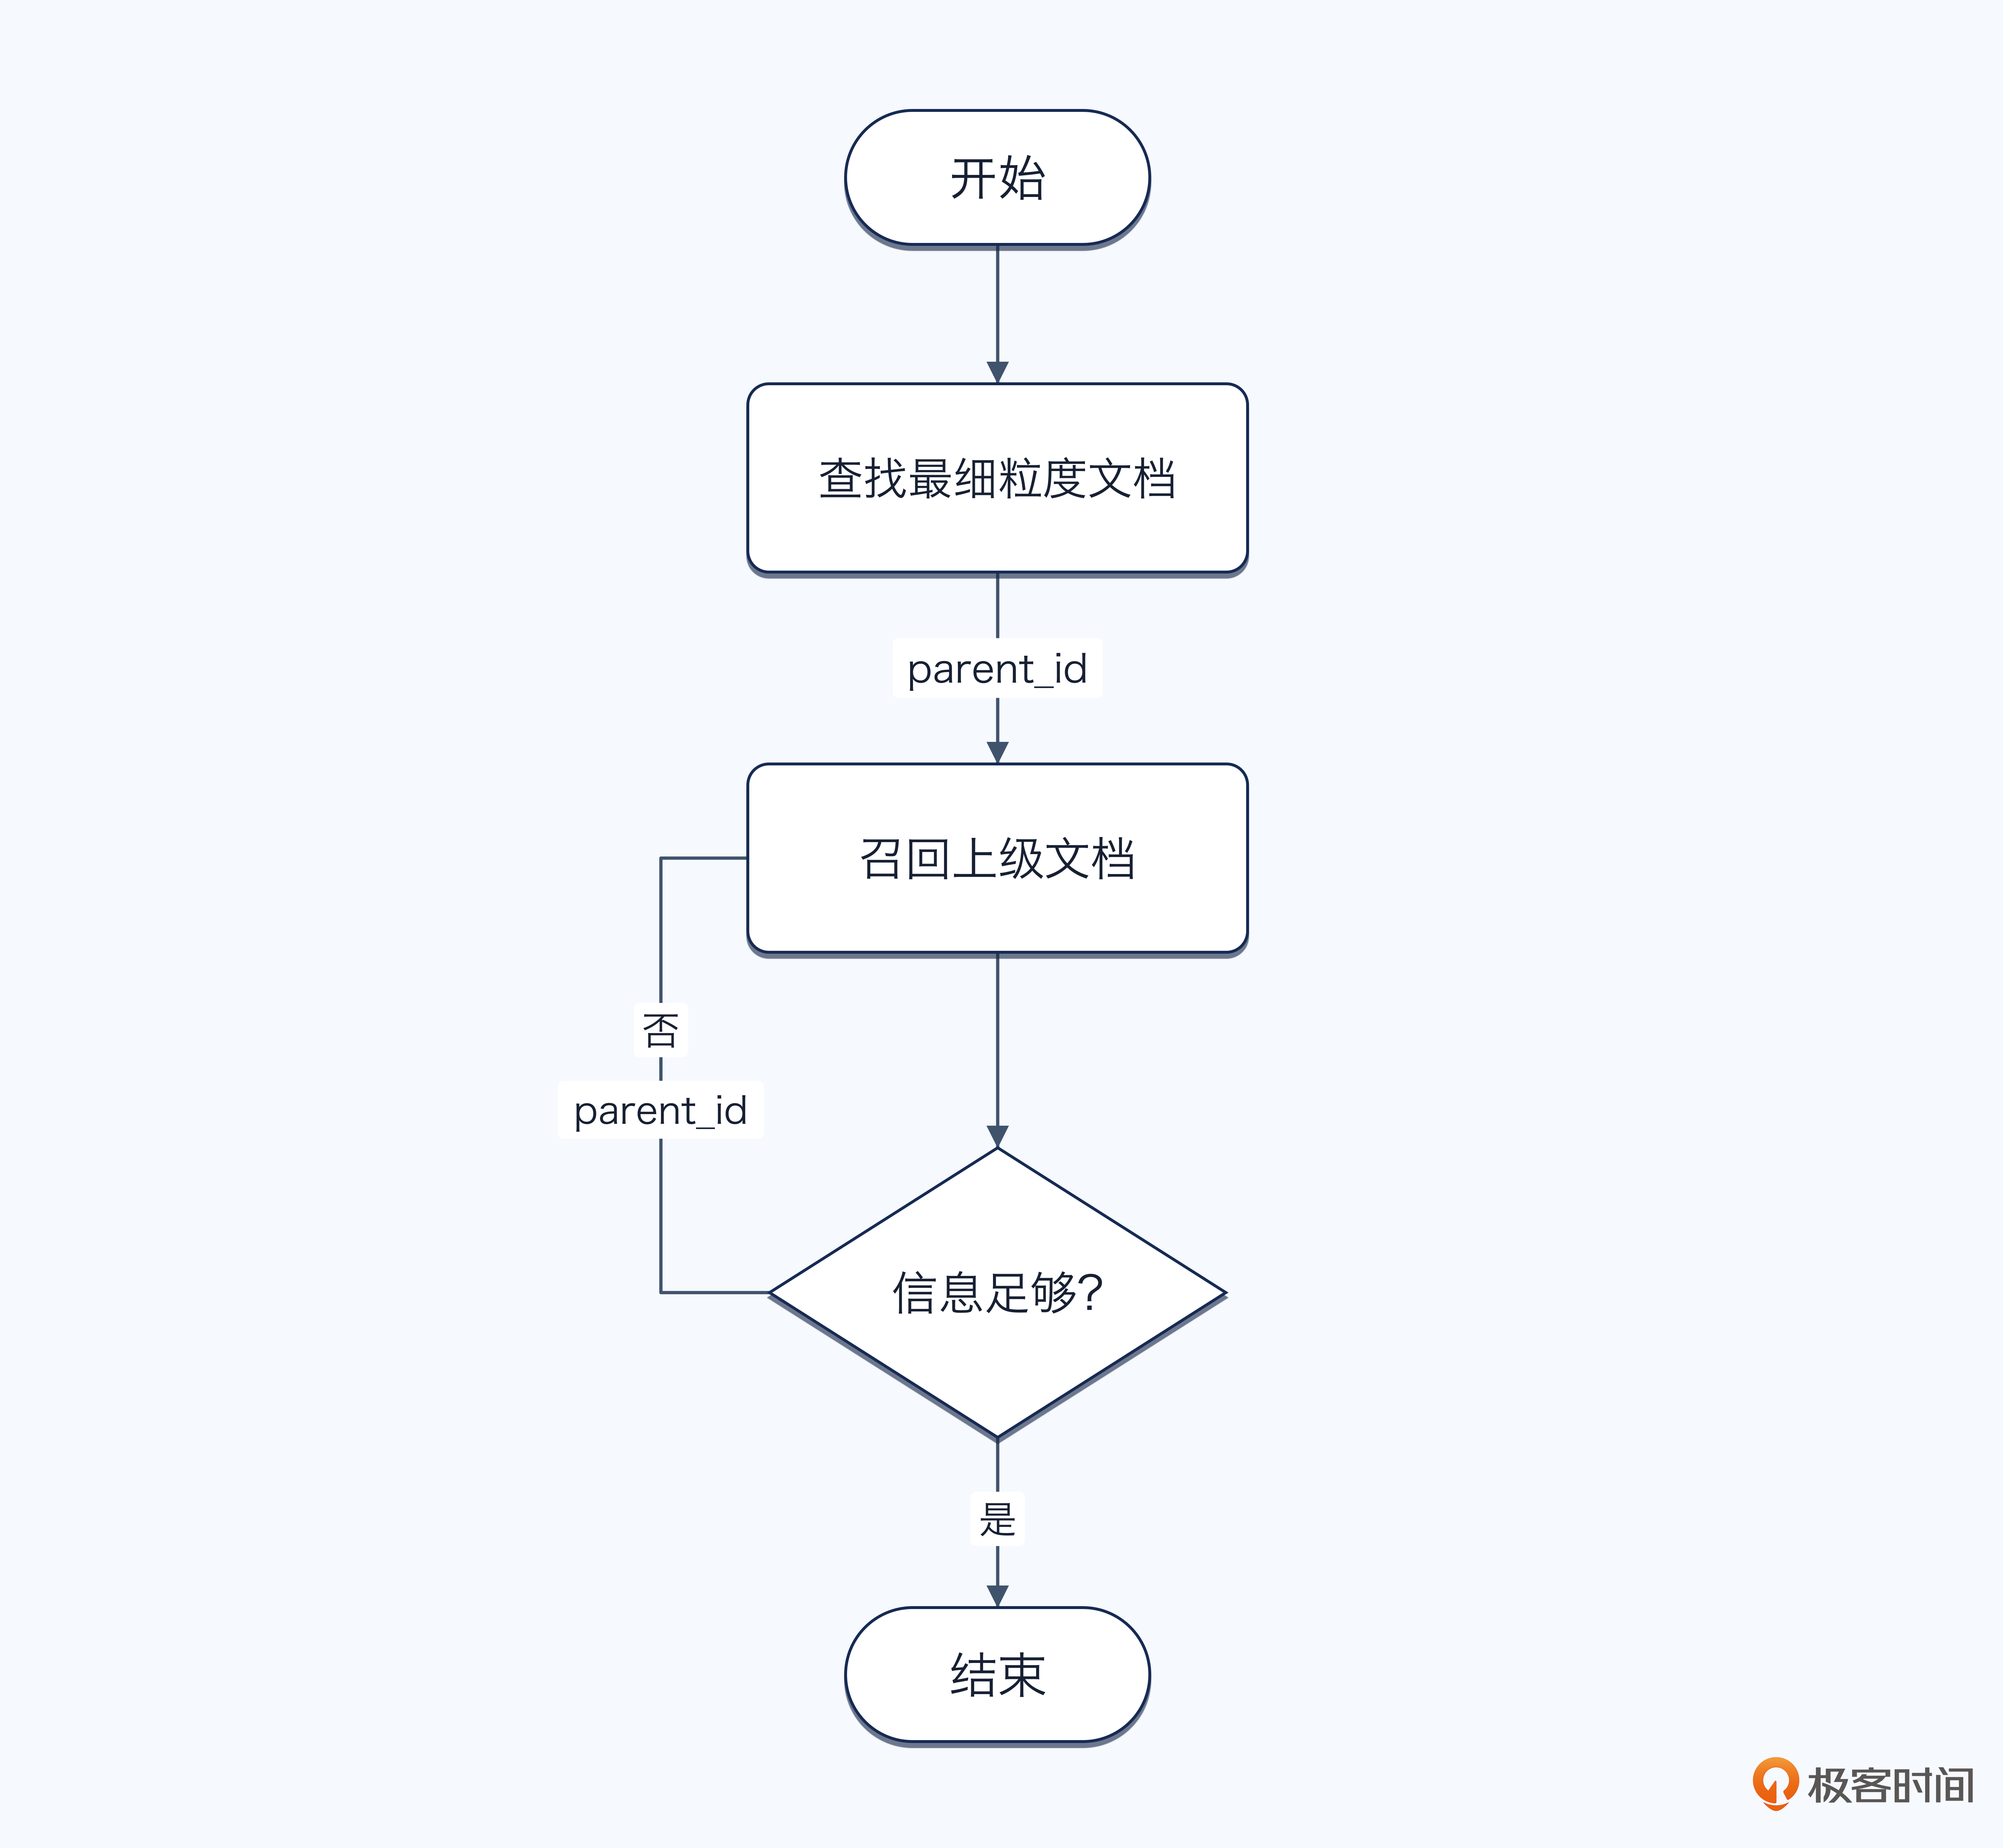 开始
查找最细粒度文档
parent_id
召回上级文档
否
parent_id
信息足够？
是
结束
极客时间